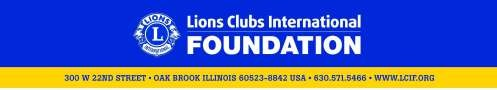 LIONS
L
INTERNATIONAL
Lions Clubs International
FOUNDATION
300 W 22ND STREET • OAK BROOK ILLINOIS 60523-8842 USA • 630.571.5466 • WWW.LCIF.ORG